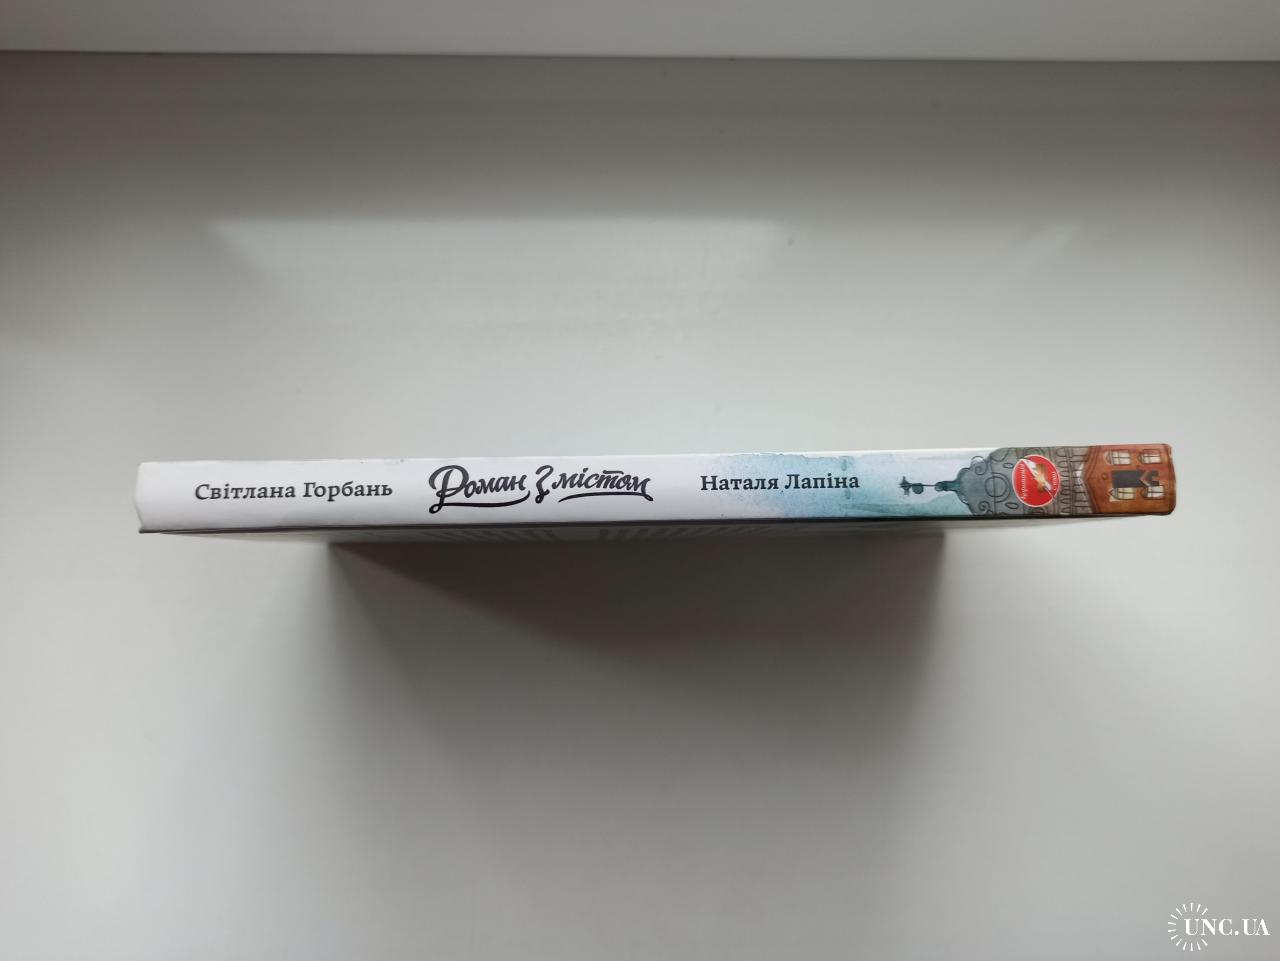 Світлана Горбань
Роман з містом
Наталя Лапіна
UNC.UA